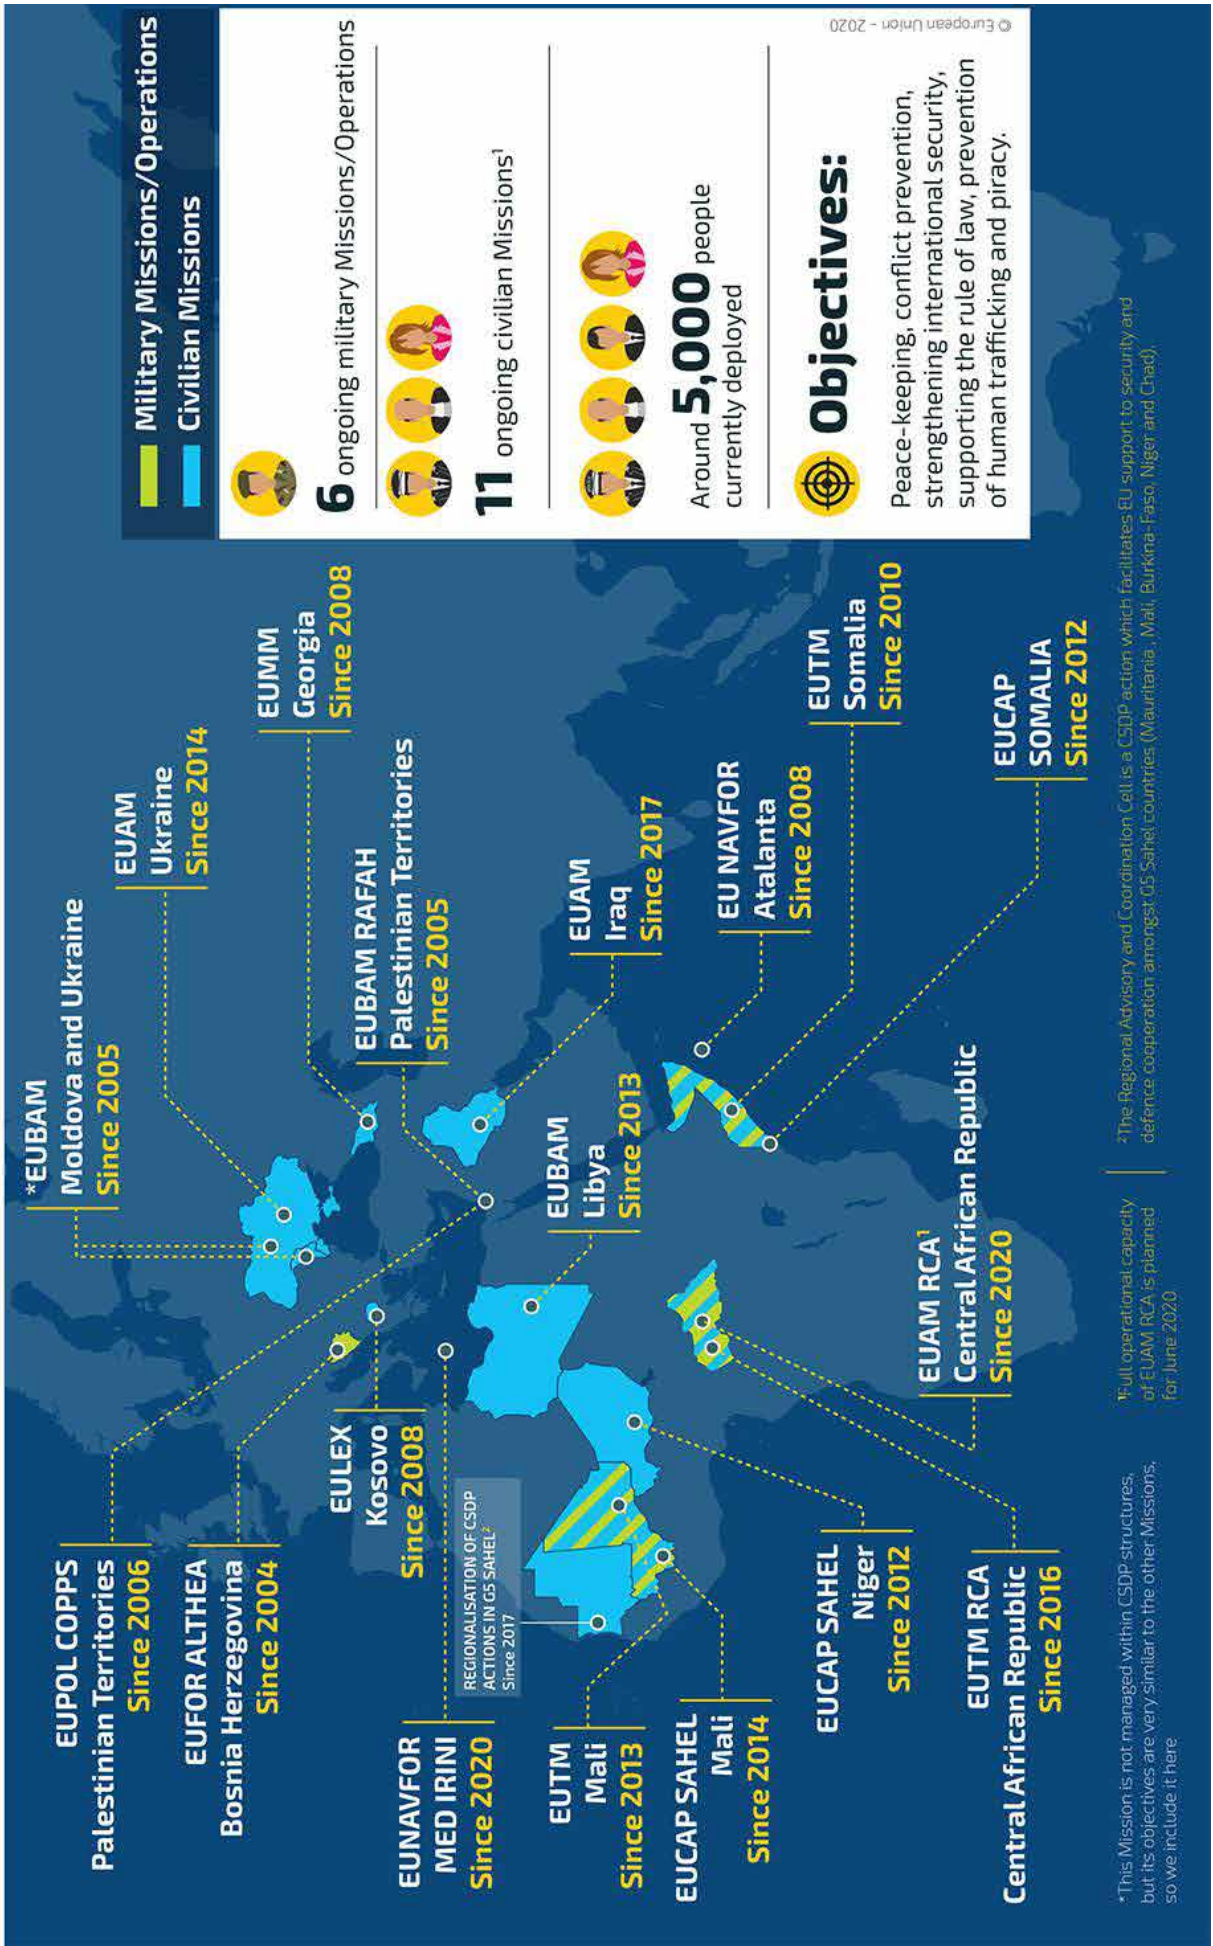 *EUBAM
Moldova and Ukraine
Since 2005
EUAM
Ukraine
Since 2014
EUMM
Georgia
Since 2008
EUBAM RAFAH
Palestinian Territories
Since 2005
EUAM
Iraq
Since 2017
EUBAM
Libya
Since 2013
EU NAVFOR
Atalanta
Since 2008
EUTM
Somalia
Since 2010
EUCAP
SOMALIA
Since 2012
EUAM RCA¹
Central African Republic
Since 2020
EUPOL COPPS
Palestinian Territories
Since 2006
EUFOR ALTHEA
Bosnia Herzegovina
Since 2004
EULEX
Kosovo
Since 2008
EUNAVFOR
MED IRINI
Since 2020
REGIONALISATION OF CSDP
ACTIONS IN G5 SAHEL²
Since 2017
EUTM
Mali
Since 2013
EUCAP SAHEL
Mali
Since 2014
EUCAP SAHEL
Niger
Since 2012
EUTM RCA
Central African Republic
Since 2016
Military Missions/Operations
Civilian Missions
6 ongoing military Missions/Operations
11 ongoing civilian Missions¹
Around 5,000 people
currently deployed
Objectives:
Peace-keeping, conflict prevention,
strengthening international security,
supporting the rule of law, prevention
of human trafficking and piracy.
© European Union - 2020
*This Mission is not managed within CSDP structures,
but its objectives are very similar to the other Missions,
so we include it here
¹Full operational capacity
of EUAM RCA is planned
for June 2020
²The Regional Advisory and Coordination Cell is a CSDP action which facilitates EU support to security and
defence cooperation amongst G5 Sahel countries (Mauritania, Mali, Burkina-Faso, Niger and Chad).